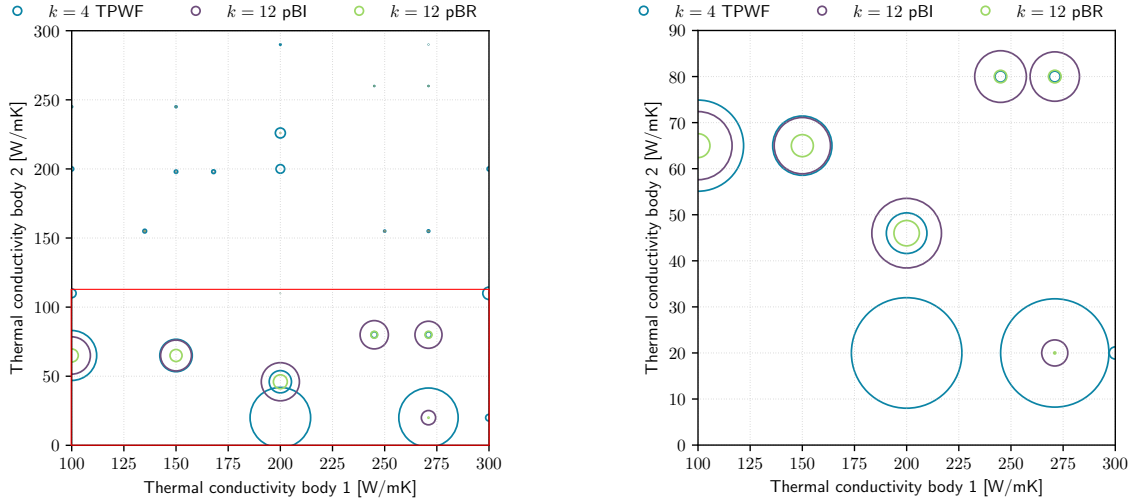 k = 4 TPWF k = 12 pBI k = 12 pBR
300
250
200
150
100
50
0
100 125 150 175 200 225 250 275 300
Thermal conductivity body 1 [W/mK]
Thermal conductivity body 2 [W/mK]
k = 4 TPWF k = 12 pBI k = 12 pBR
90
80
70
60
50
40
30
20
10
0
100 125 150 175 200 225 250 275 300
Thermal conductivity body 1 [W/mK]
Thermal conductivity body 2 [W/mK]